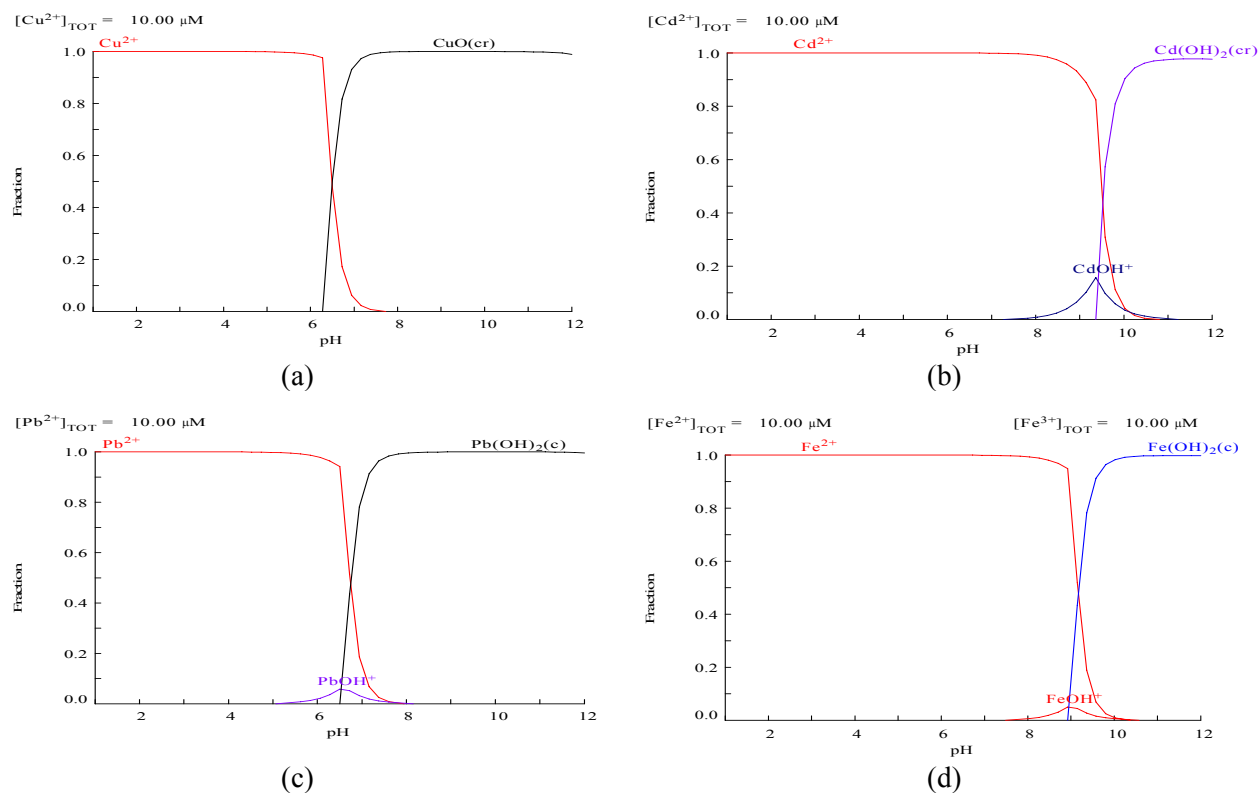 [Cu²⁺]TOT = 10.00 µM
Cu²⁺ CuO(cr)
1.0
0.8
0.6
0.4
0.2
0.0
Fraction
2 4 6 8 10 12
pH
(a)
[Cd²⁺]TOT = 10.00 µM
Cd²⁺ Cd(OH)₂(cr)
1.0
0.8
0.6
0.4
0.2
0.0
Fraction
CdOH⁺
2 4 6 8 10 12
pH
(b)
[Pb²⁺]TOT = 10.00 µM
Pb²⁺ Pb(OH)₂(c)
1.0
0.8
0.6
0.4
0.2
0.0
Fraction
PbOH⁺
2 4 6 8 10 12
pH
(c)
[Fe²⁺]TOT = 10.00 µM [Fe³⁺]TOT = 10.00 µM
Fe²⁺ Fe(OH)₂(c)
1.0
0.8
0.6
0.4
0.2
0.0
Fraction
FeOH⁺
2 4 6 8 10 12
pH
(d)